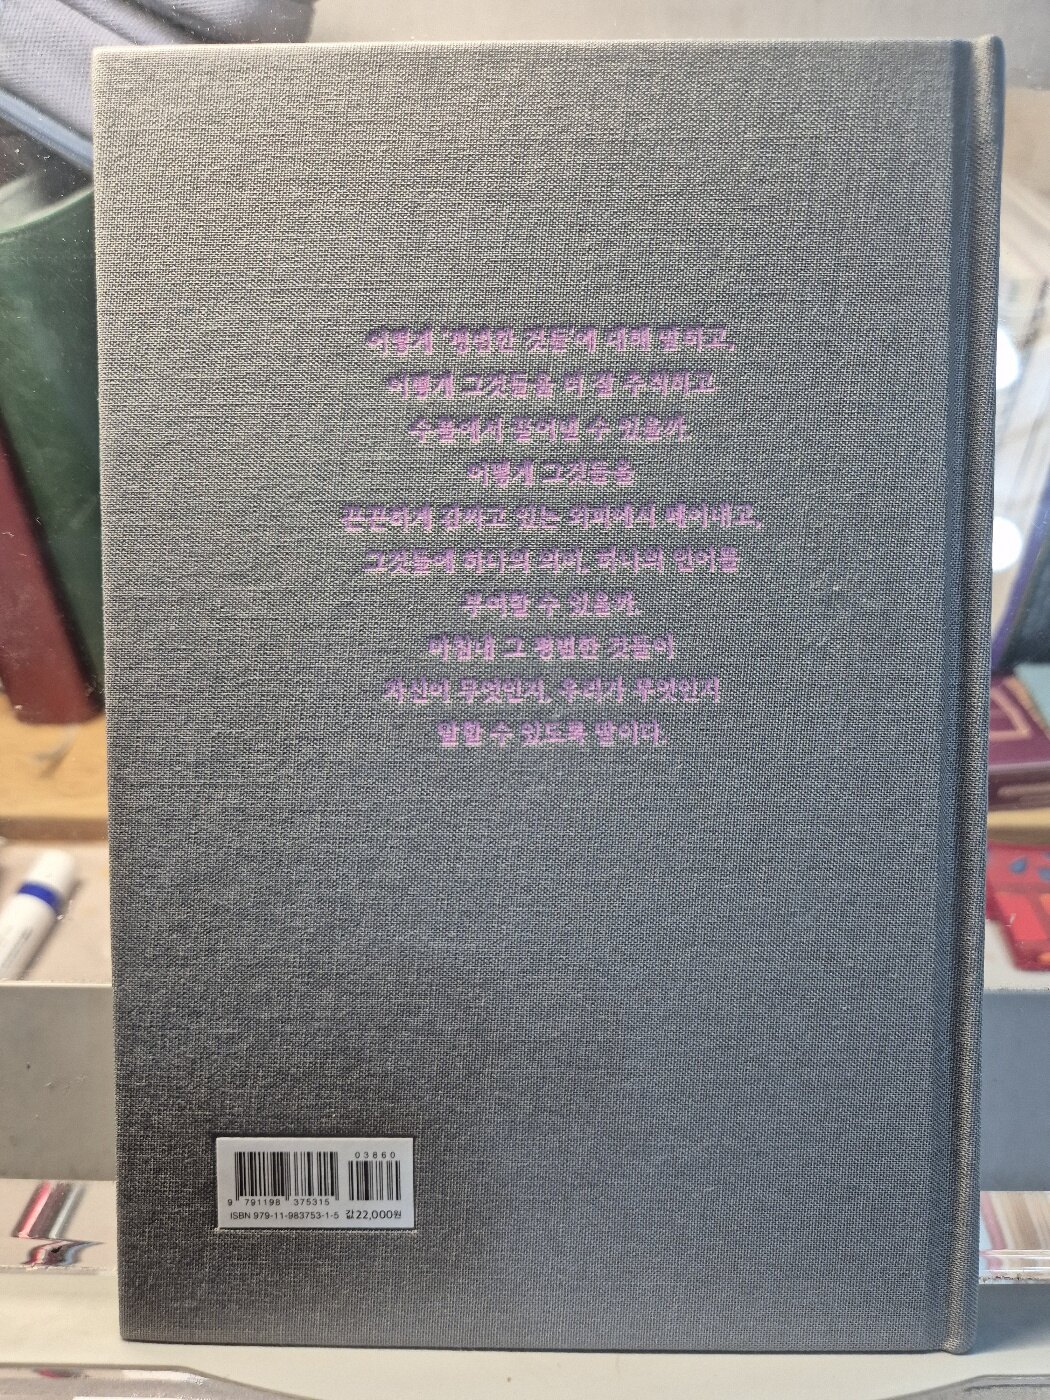 어떻게 '평범한 것들'에 대해 말하고,
어떻게 그것들을 더 잘 추적하고
수풀에서 끌어낼 수 있을까.
어떻게 그것들을
끈끈하게 감싸고 있는 외피에서 떼어내고,
그것들에 하나의 의미, 하나의 언어를
부여할 수 있을까.
마침내 그 평범한 것들이
자신이 무엇인지, 우리가 무엇인지
말할 수 있도록 말이다.
03860
9 791198 375315
ISBN 979-11-983753-1-5 값22,000원